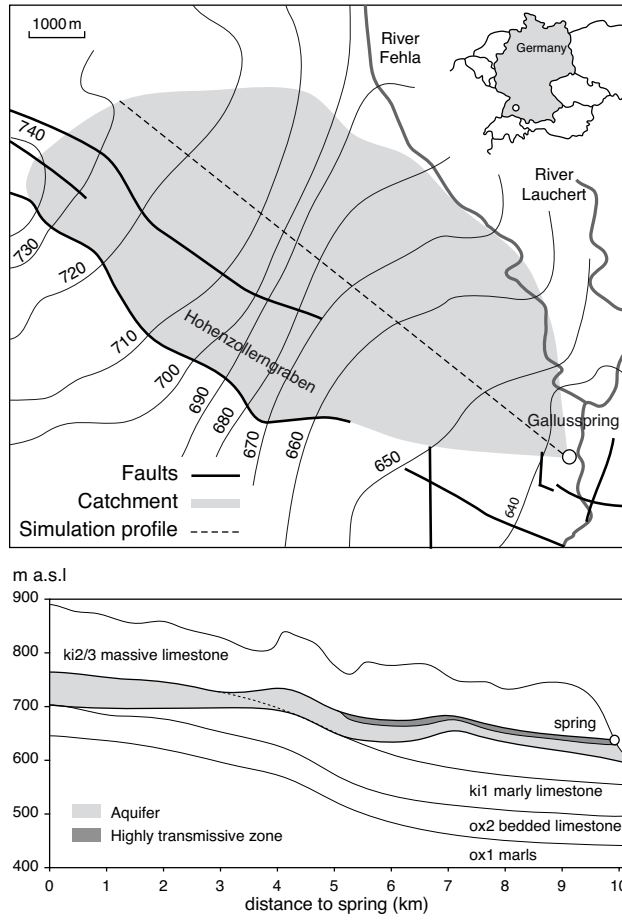 1000 m
River
Fehla
Germany
River
Lauchert
740
730
720
710
700
690
680
670
660
650
640
Hohenzollerngraben
Gallusspring
Faults
Catchment
Simulation profile
m a.s.l
900
800
700
600
500
400
ki2/3 massive limestone
spring
ki1 marly limestone
ox2 bedded limestone
ox1 marls
Aquifer
Highly transmissive zone
0 1 2 3 4 5 6 7 8 9 10
distance to spring (km)